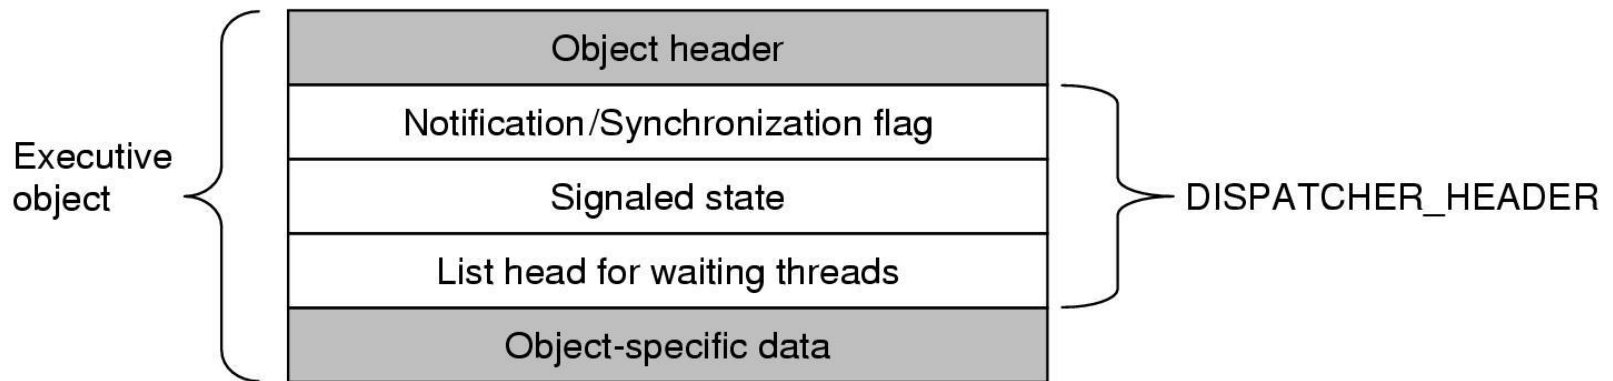 Object header
Notification/Synchronization flag
Executive
object
Signaled state
DISPATCHER_HEADER
List head for waiting threads
Object-specific data